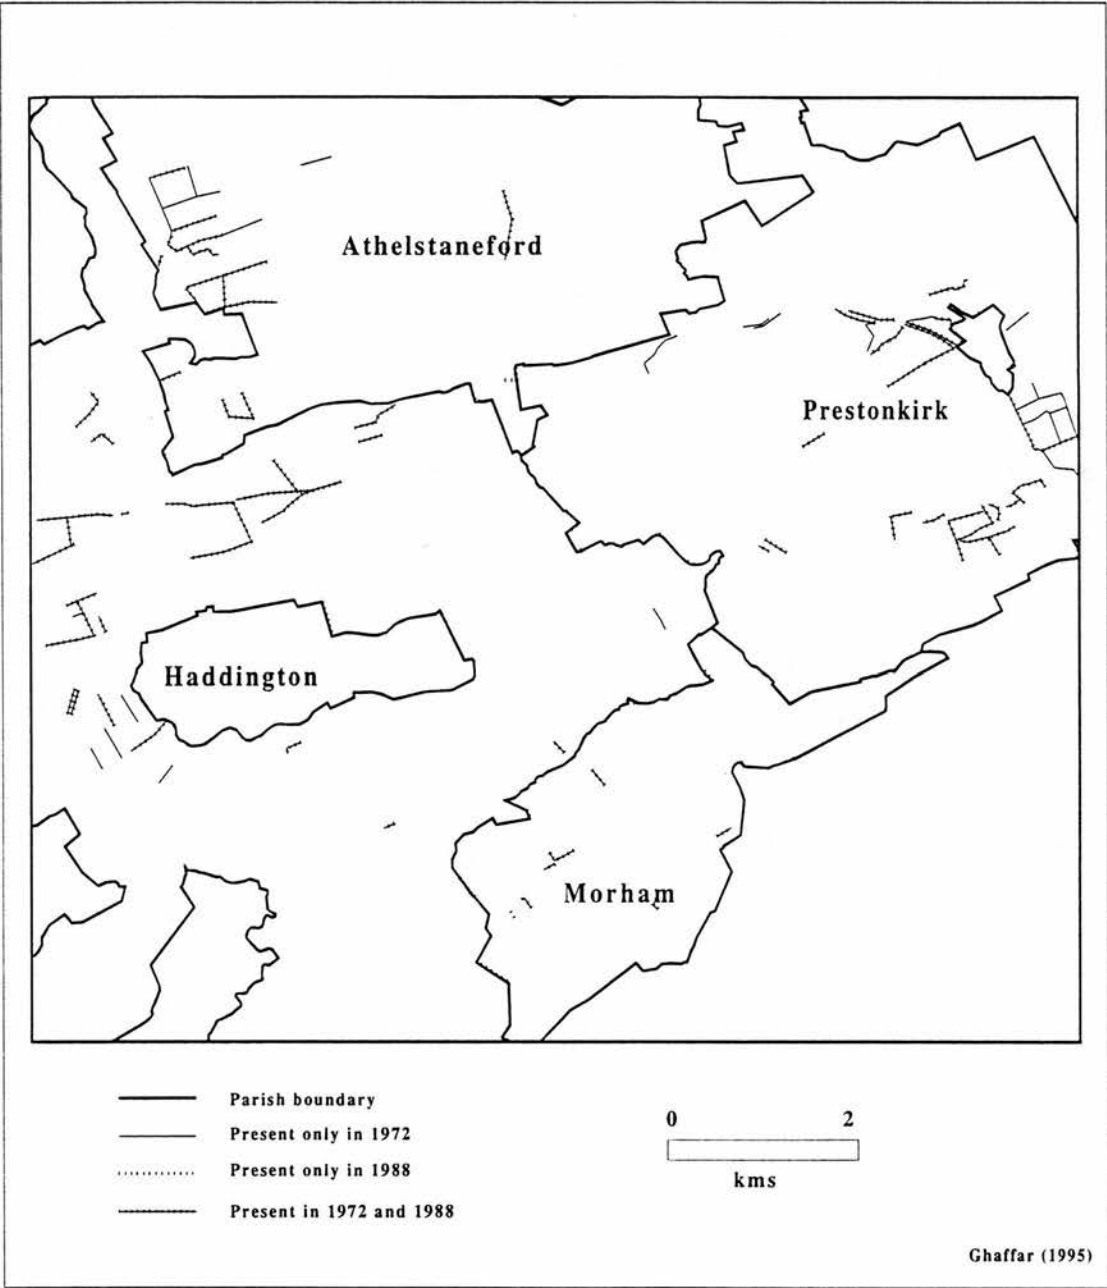 Athelstaneford
Prestonkirk
Haddington
Morham
Parish boundary
Present only in 1972
Present only in 1988
Present in 1972 and 1988
0 2
kms
Ghaffar (1995)